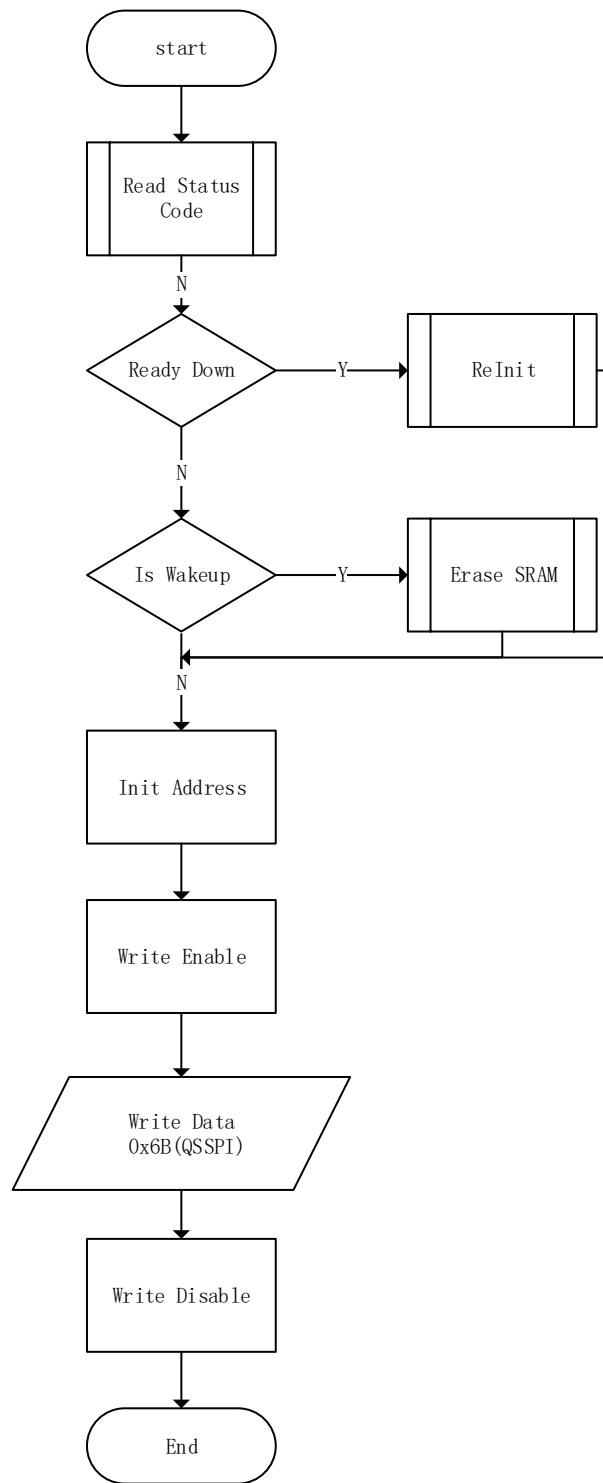 start
Read Status
Code
N
Ready Down
Y
ReInit
N
Is Wakeup
Y
Erase SRAM
N
Init Address
Write Enable
Write Data
0x6B(QSSPI)
Write Disable
End